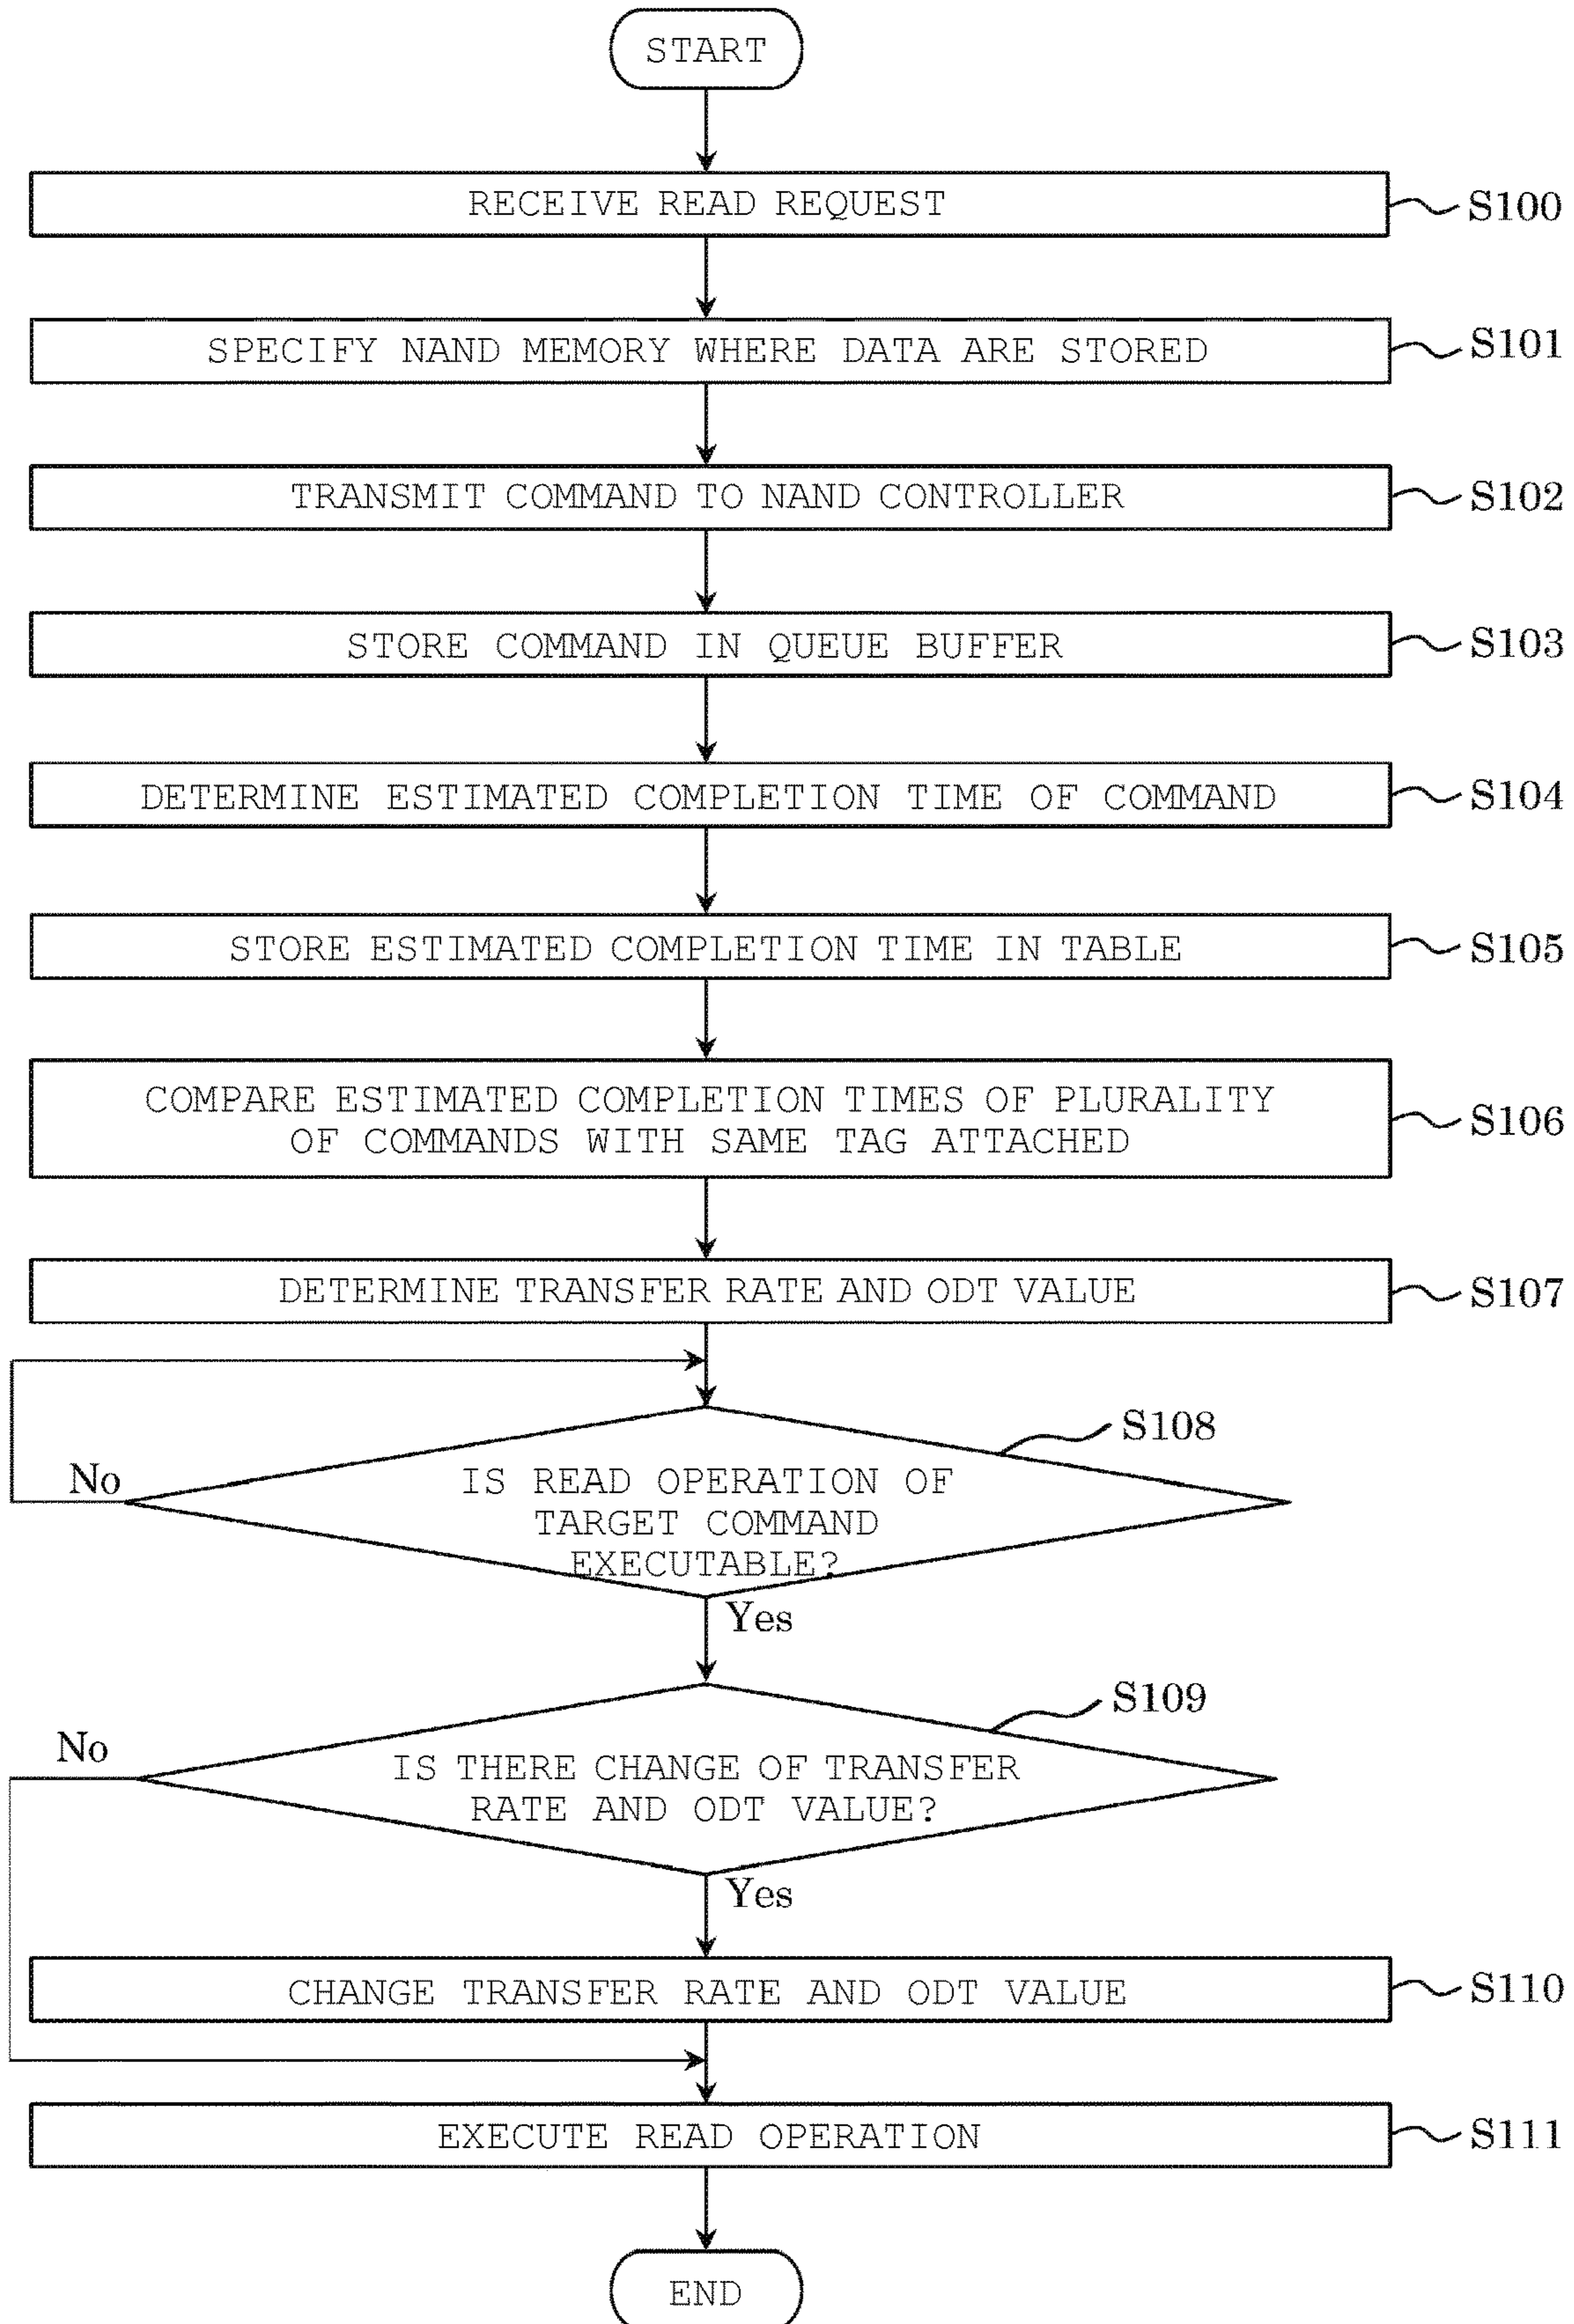 START
RECEIVE READ REQUEST
S100
SPECIFY NAND MEMORY WHERE DATA ARE STORED
S101
TRANSMIT COMMAND TO NAND CONTROLLER
S102
STORE COMMAND IN QUEUE BUFFER
S103
DETERMINE ESTIMATED COMPLETION TIME OF COMMAND
S104
STORE ESTIMATED COMPLETION TIME IN TABLE
S105
COMPARE ESTIMATED COMPLETION TIMES OF PLURALITY
OF COMMANDS WITH SAME TAG ATTACHED
S106
DETERMINE TRANSFER RATE AND ODT VALUE
S107
S108
No
IS READ OPERATION OF
TARGET COMMAND
EXECUTABLE?
Yes
S109
No
IS THERE CHANGE OF TRANSFER
RATE AND ODT VALUE?
Yes
CHANGE TRANSFER RATE AND ODT VALUE
S110
EXECUTE READ OPERATION
S111
END